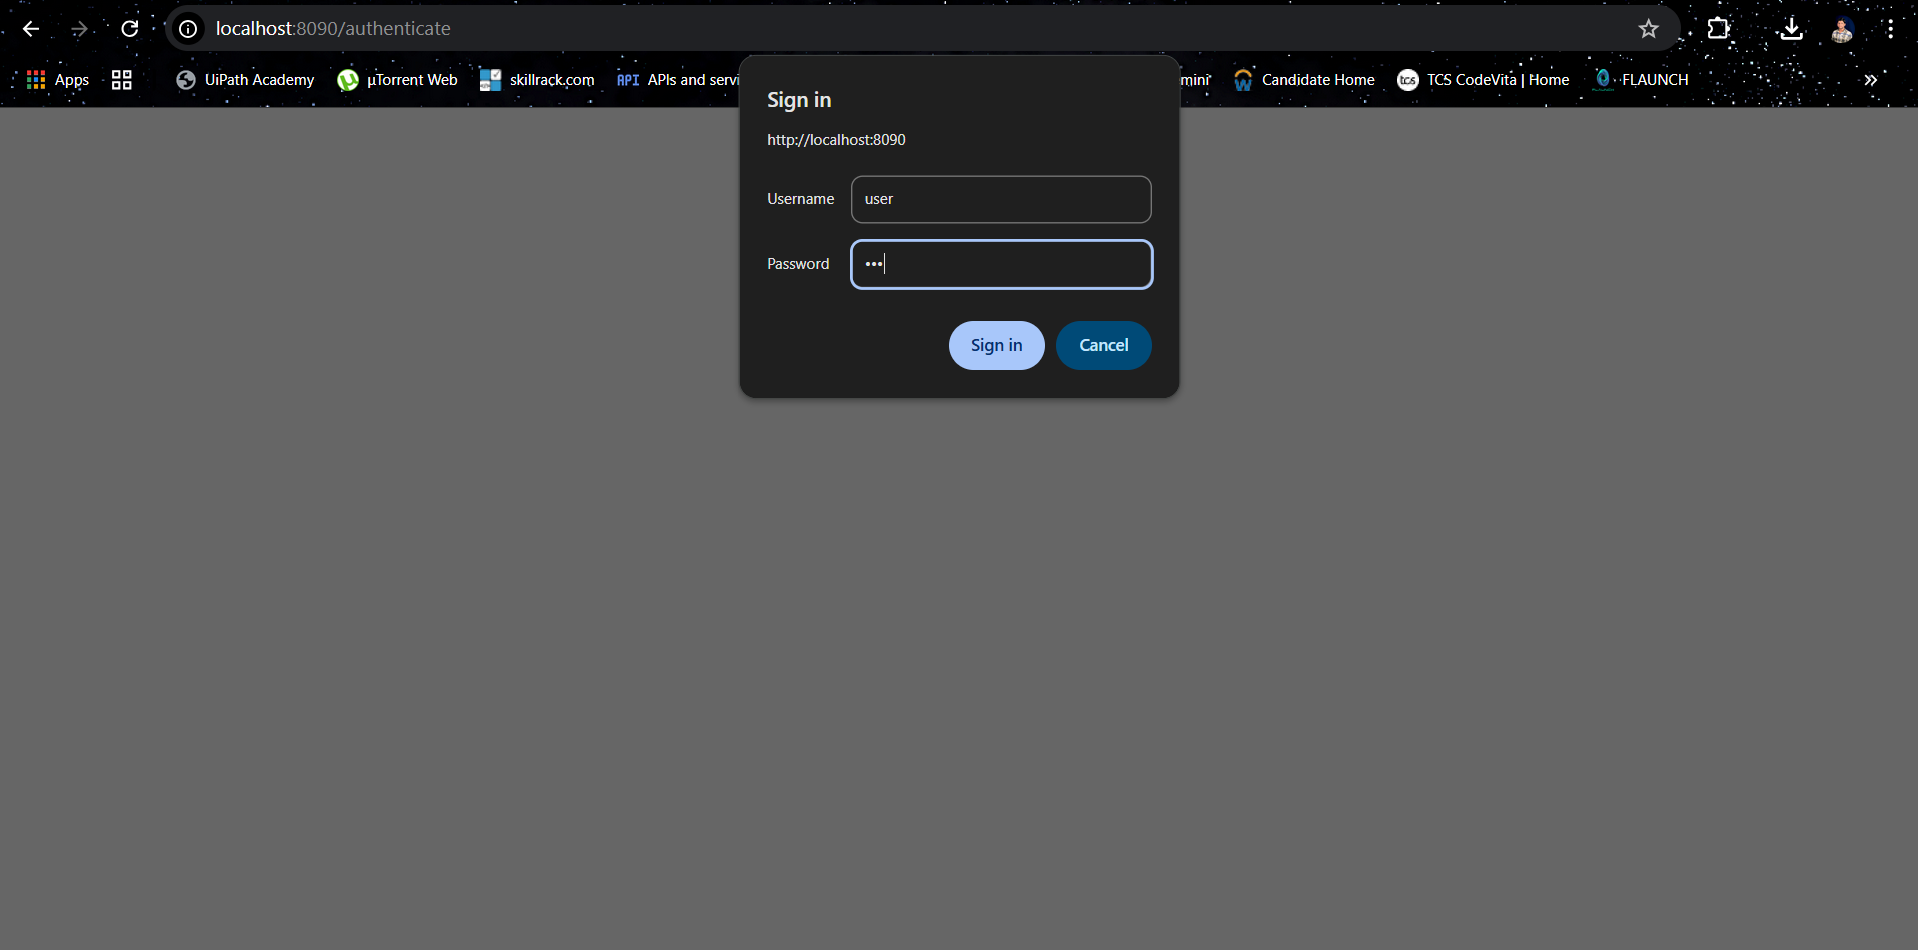 localhost:8090/authenticate
Apps UiPath Academy µTorrent Web skillrack.com API APIs and servi mini Candidate Home tcs TCS CodeVita | Home FLAUNCH
Sign in
http://localhost:8090
Username user
Password •••
Sign in Cancel